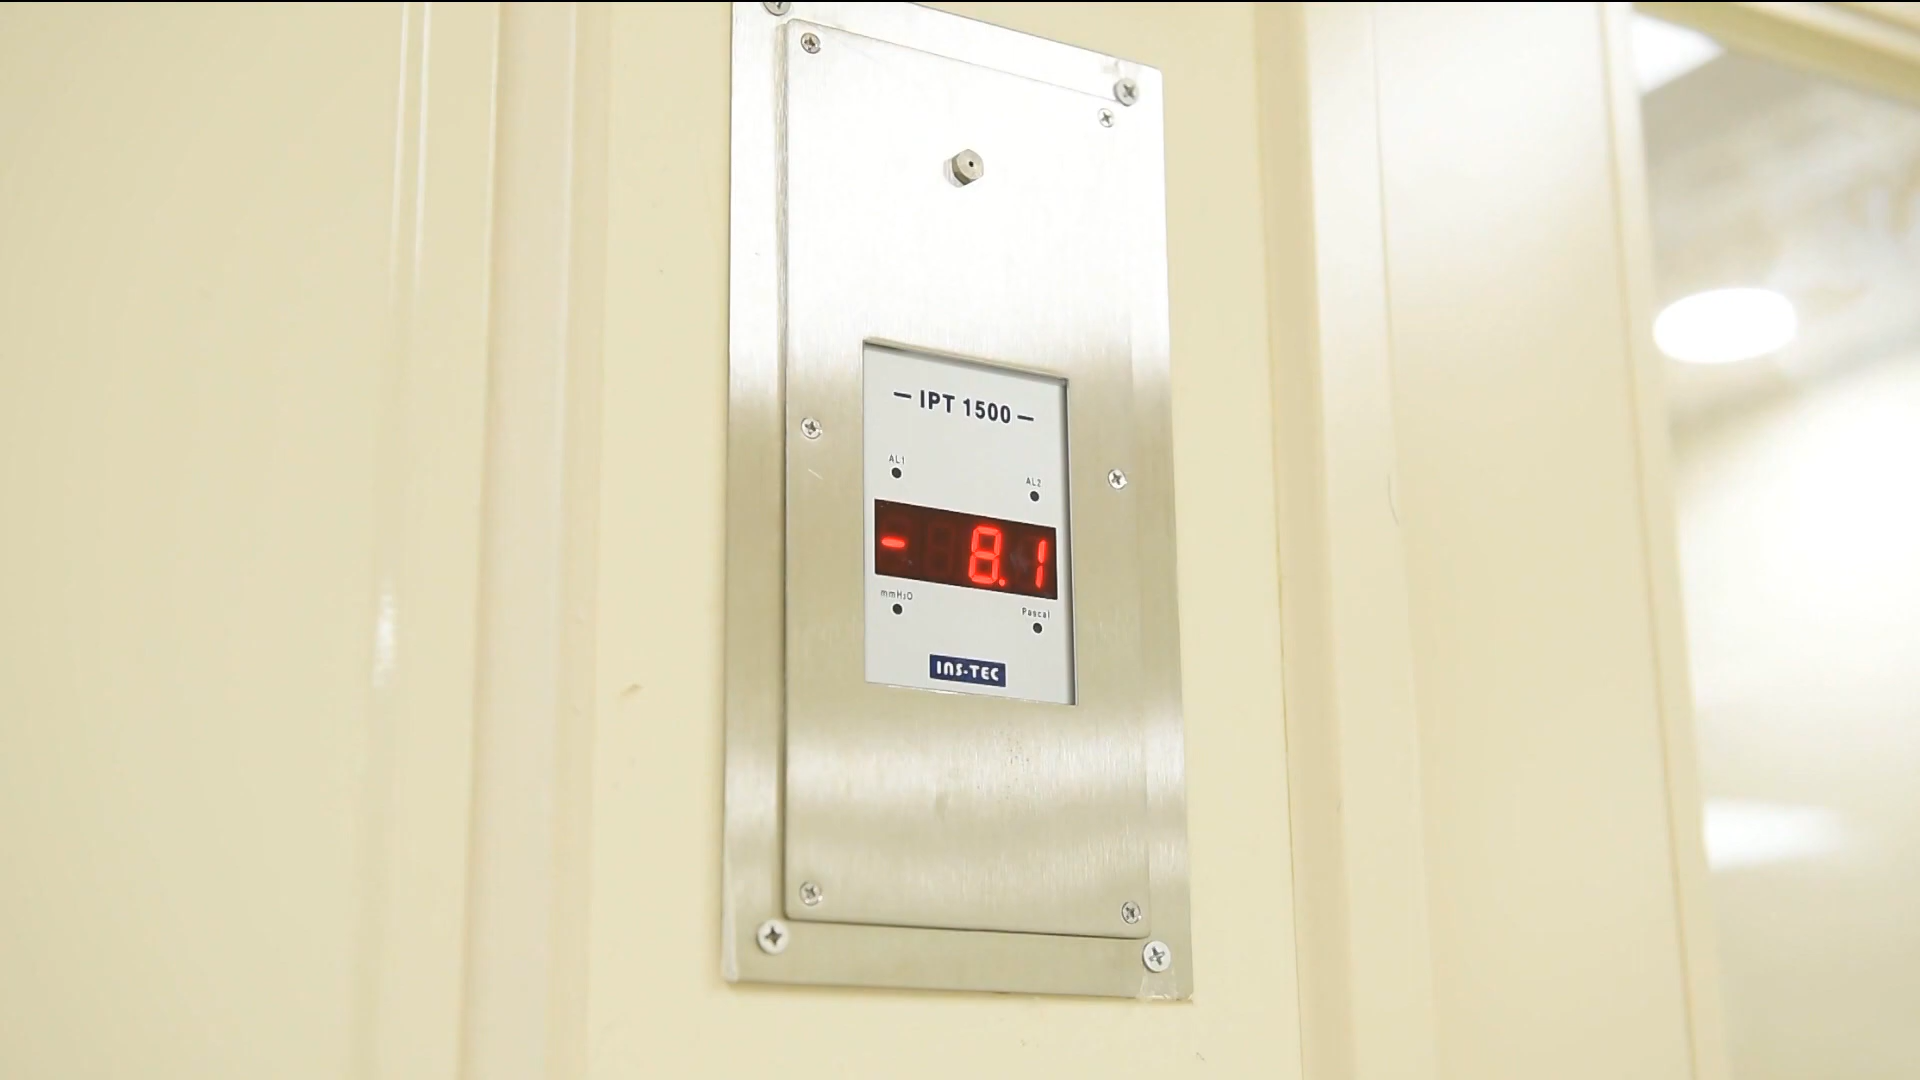 — IPT 1500 —
AL1
AL2
- 8.1
mmH₂O
Pascal
INS-TEC